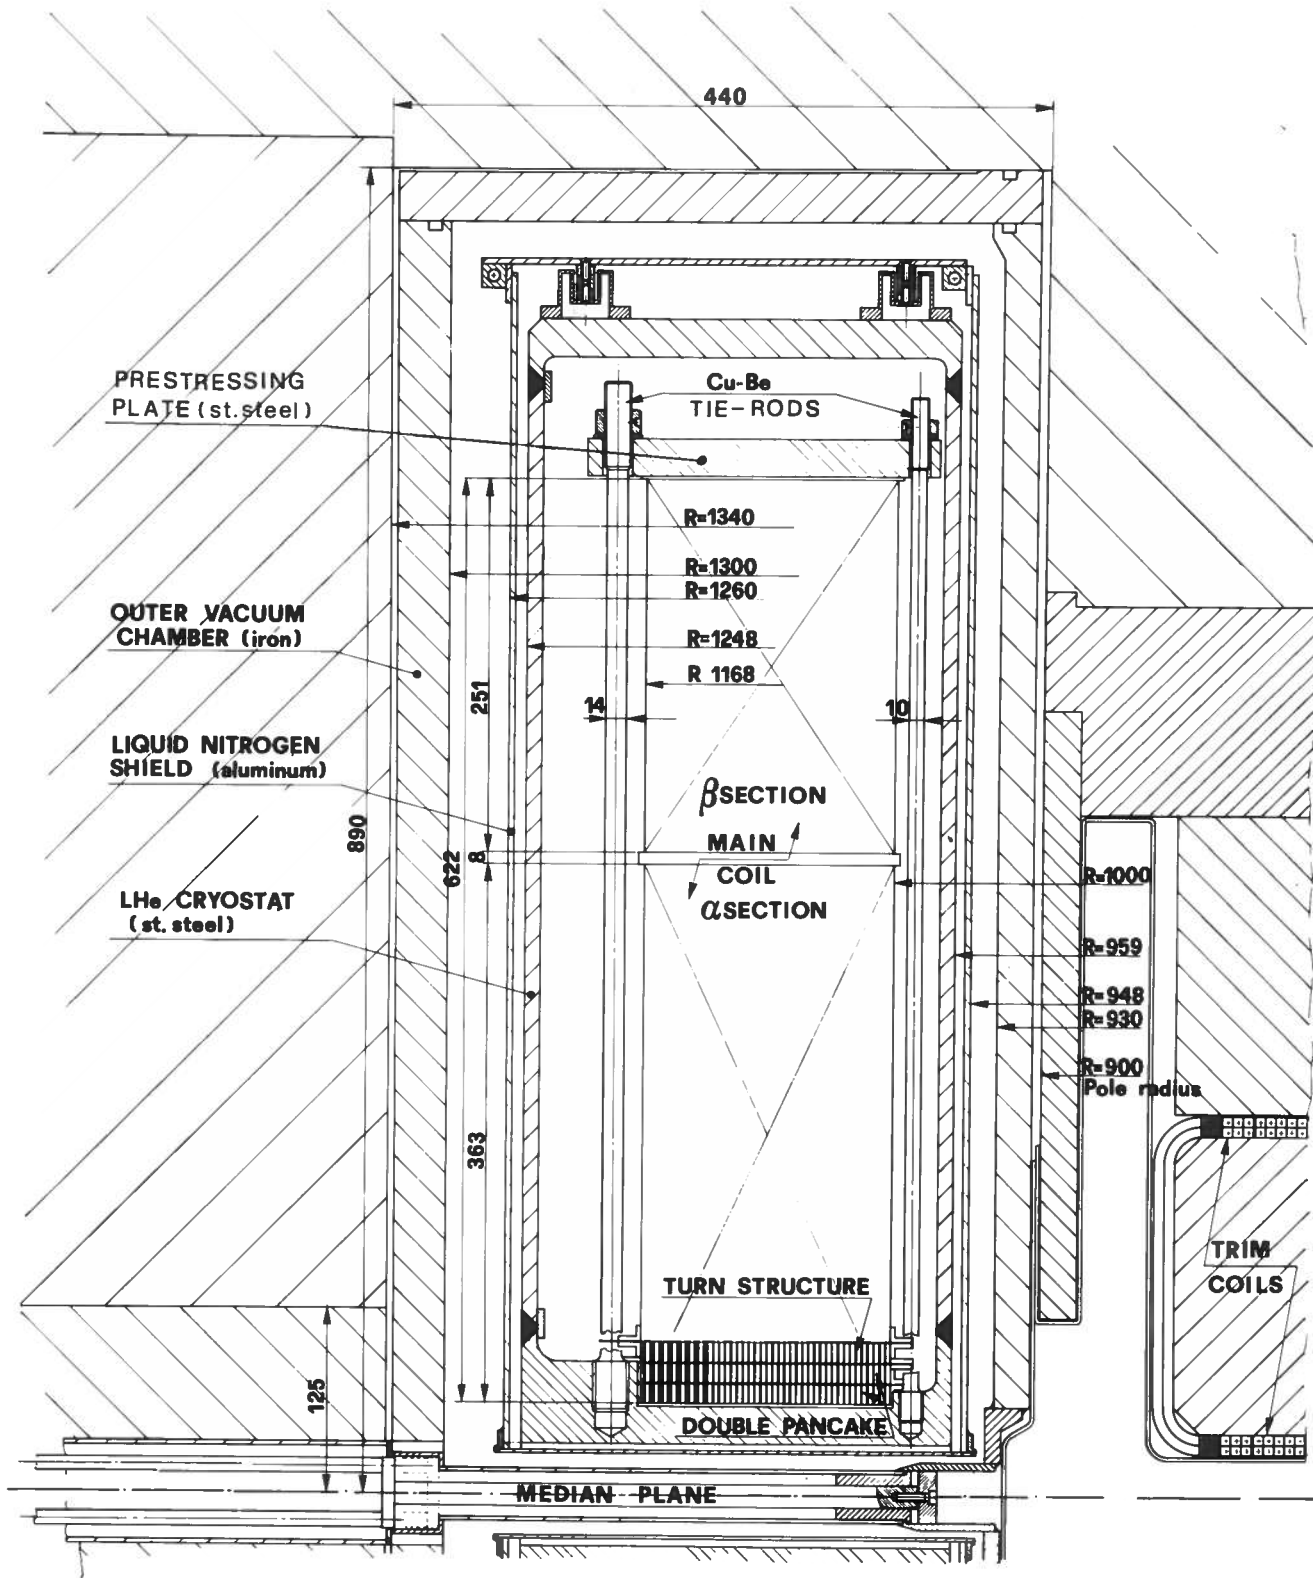 440
PRESTRESSING
PLATE (st.steel)
Cu-Be
TIE-RODS
R=1340
R=1300
R=1260
OUTER VACUUM
CHAMBER (iron)
R=1248
R 1168
251
14
10
LIQUID NITROGEN
SHIELD (aluminum)
βSECTION
MAIN
COIL
αSECTION
890
622
8
R=1000
LHe CRYOSTAT
(st. steel)
R=959
R=948
R=930
R=900
Pole radius
363
TRIM
COILS
TURN STRUCTURE
125
DOUBLE PANCAKE
MEDIAN PLANE